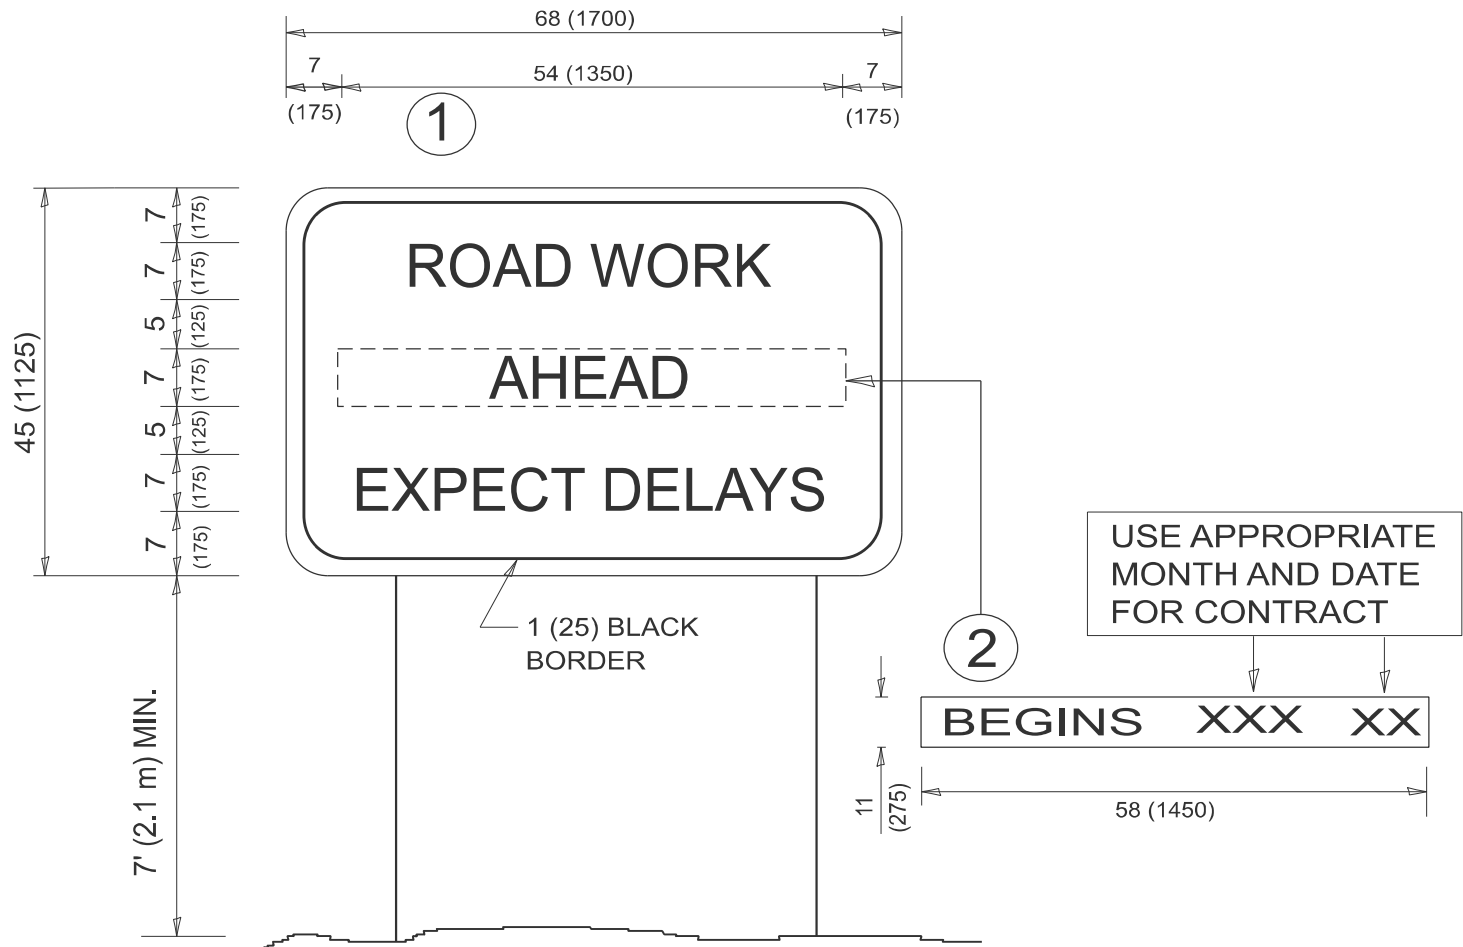 68 (1700)
7
54 (1350)
7
(175)
(175)
1
7
(175)
7
(175)
5
(125)
7
(175)
5
(125)
7
(175)
7
(175)
45 (1125)
ROAD WORK
AHEAD
EXPECT DELAYS
1 (25) BLACK
BORDER
7' (2.1 m) MIN.
2
USE APPROPRIATE
MONTH AND DATE
FOR CONTRACT
BEGINS XXX XX
11
(275)
58 (1450)